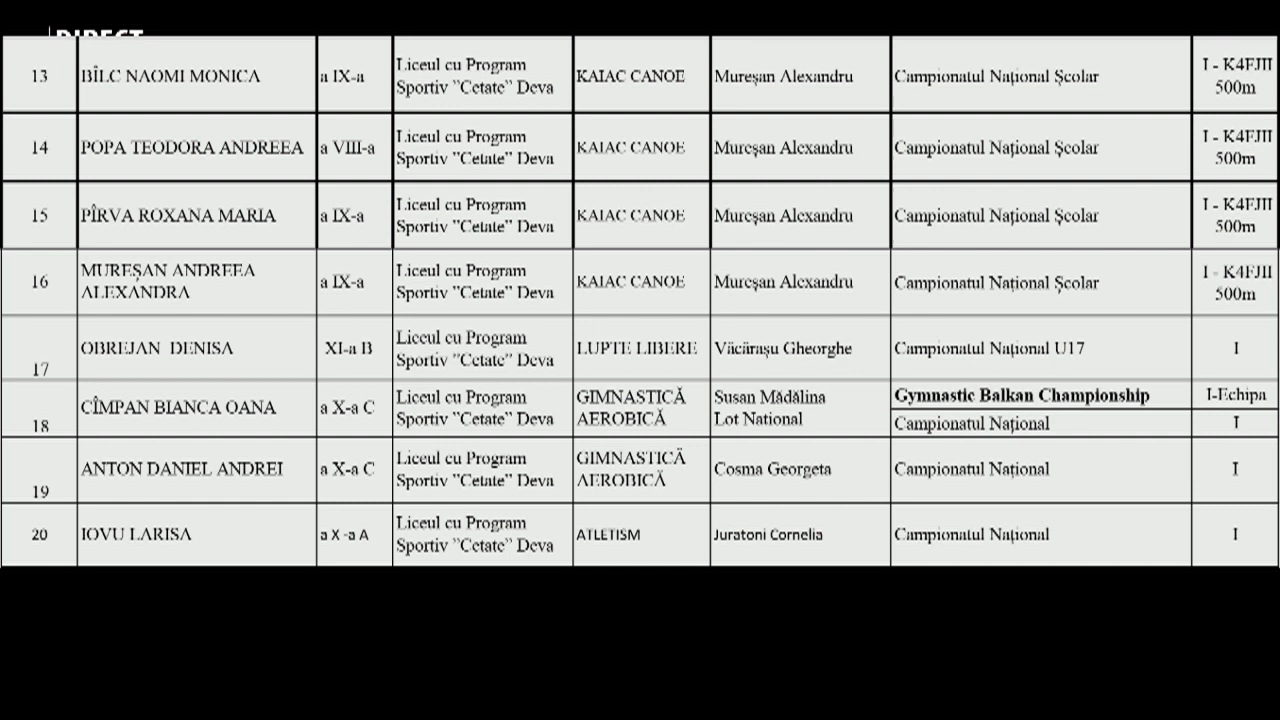 DIRECT
13 BÎLC NAOMI MONICA a IX-a Liceul cu Program Sportiv ”Cetate” Deva KAIAC CANOE Mureșan Alexandru Campionatul Național Școlar I - K4FJII 500m
14 POPA TEODORA ANDREEA a VIII-a Liceul cu Program Sportiv ”Cetate” Deva KAIAC CANOE Mureșan Alexandru Campionatul Național Școlar I - K4FJII 500m
15 PÎRVA ROXANA MARIA a IX-a Liceul cu Program Sportiv ”Cetate” Deva KAIAC CANOE Mureșan Alexandru Campionatul Național Școlar I - K4FJII 500m
16 MUREȘAN ANDREEA ALEXANDRA a IX-a Liceul cu Program Sportiv ”Cetate” Deva KAIAC CANOE Mureșan Alexandru Campionatul Național Școlar I - K4FJII 500m
17 OBREJAN DENISA XI-a B Liceul cu Program Sportiv ”Cetate” Deva LUPTE LIBERE Văcărașu Gheorghe Campionatul Național U17 I
18 CÎMPAN BIANCA OANA a X-a C Liceul cu Program Sportiv ”Cetate” Deva GIMNASTICĂ AEROBICĂ Susan Mădălina Lot National Gymnastic Balkan Championship I-Echipa
Campionatul Național I
19 ANTON DANIEL ANDREI a X-a C Liceul cu Program Sportiv ”Cetate” Deva GIMNASTICĂ AEROBICĂ Cosma Georgeta Campionatul Național I
20 IOVU LARISA a X -a A Liceul cu Program Sportiv ”Cetate” Deva ATLETISM Juratoni Cornelia Campionatul Național I